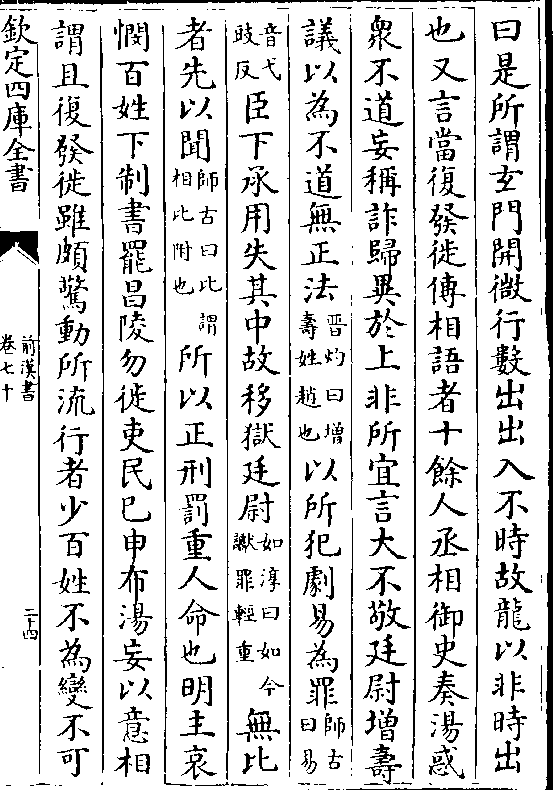 曰是所謂玄門開微行數出出入不時故龍以非時出
也又言當復發徙傳相語者十餘人丞相御史奏湯惑
衆不道妄稱詐歸異於上非所宜言大不敬廷尉增壽
議以為不道無正法晋灼曰增壽姓趙也以所犯劇易為罪師古曰易
音弋豉反臣下承用失其中故移獄廷尉如淳曰如今讞罪輕重無比
者先以聞師古曰比謂相比附也所以正刑罰重人命也明主哀
憫百姓下制書罷昌陵勿徙吏民已申布湯妄以意相
謂且復發徙雖頗驚動所流行者少百姓不為變不可
欽定四庫全書
前漢書
卷七十
二十四